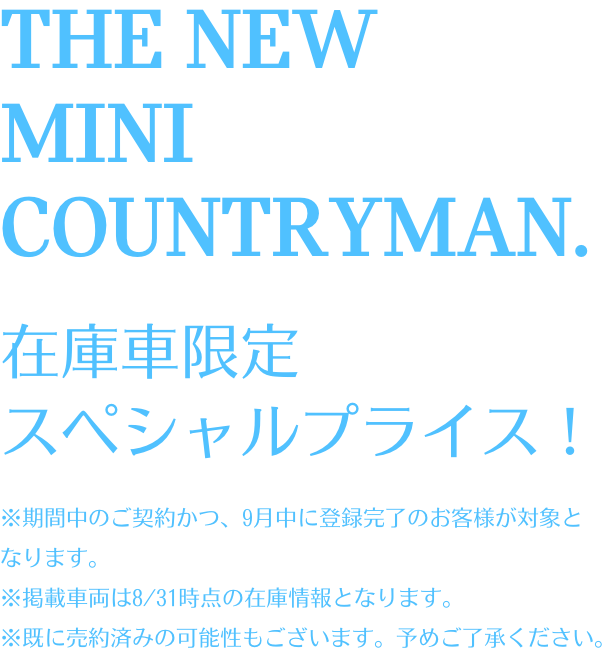 THE NEW
MINI
COUNTRYMAN.
在庫車限定
スペシャルプライス！
※期間中のご契約かつ、9月中に登録完了のお客様が対象と
なります。
※掲載車両は8/31時点の在庫情報となります。
※既に売約済みの可能性もございます。予めご了承ください。